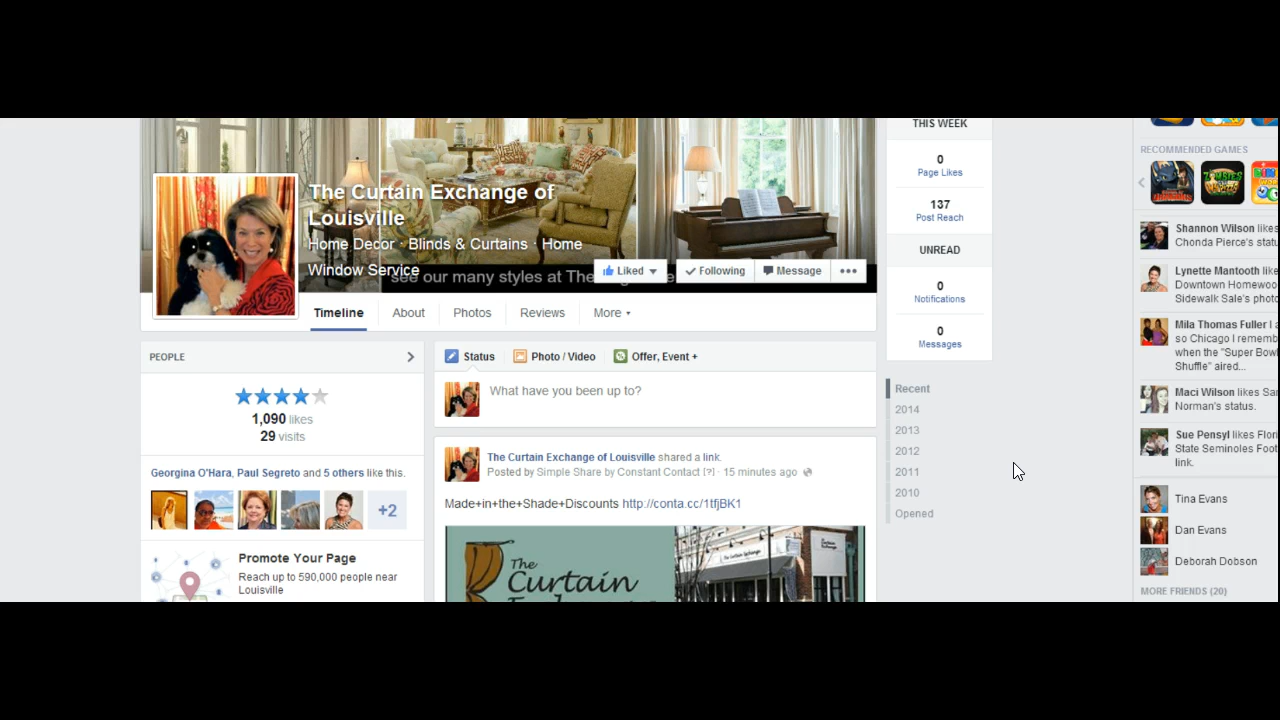 The Curtain Exchange of
Louisville
Home Decor · Blinds & Curtains · Home
Window Service
see our many styles at The
Liked
Following
Message
•••
Timeline
About
Photos
Reviews
More
PEOPLE
1,090 likes
29 visits
Georgina O'Hara, Paul Segreto and 5 others like this.
+2
Promote Your Page
Reach up to 590,000 people near
Louisville
Status
Photo / Video
Offer, Event +
What have you been up to?
The Curtain Exchange of Louisville shared a link.
Posted by Simple Share by Constant Contact [?] · 15 minutes ago
Made+in+the+Shade+Discounts http://conta.cc/1tfjBK1
The
Curtain
The Curtain Exchange
THIS WEEK
0
Page Likes
137
Post Reach
UNREAD
0
Notifications
0
Messages
Recent
2014
2013
2012
2011
2010
Opened
RECOMMENDED GAMES
Shannon Wilson likes
Chonda Pierce's statu
Lynette Mantooth like
Downtown Homewoo
Sidewalk Sale's photo
Mila Thomas Fuller I a
so Chicago I rememb
when the "Super Bowl
Shuffle" aired...
Maci Wilson likes Sar
Norman's status.
Sue Pensyl likes Flori
State Seminoles Foot
link.
Tina Evans
Dan Evans
Deborah Dobson
MORE FRIENDS (20)